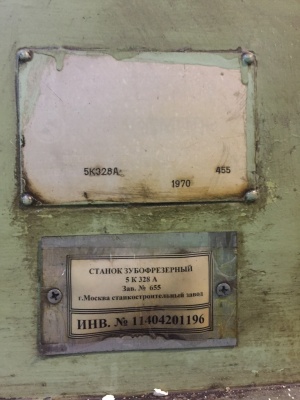 5К328А
455
1970
СТАНОК ЗУБОФРЕЗЕРНЫЙ
5 К 328 А
Зав. № 655
г.Москва станкостроительный завод
ИНВ. № 11404201196